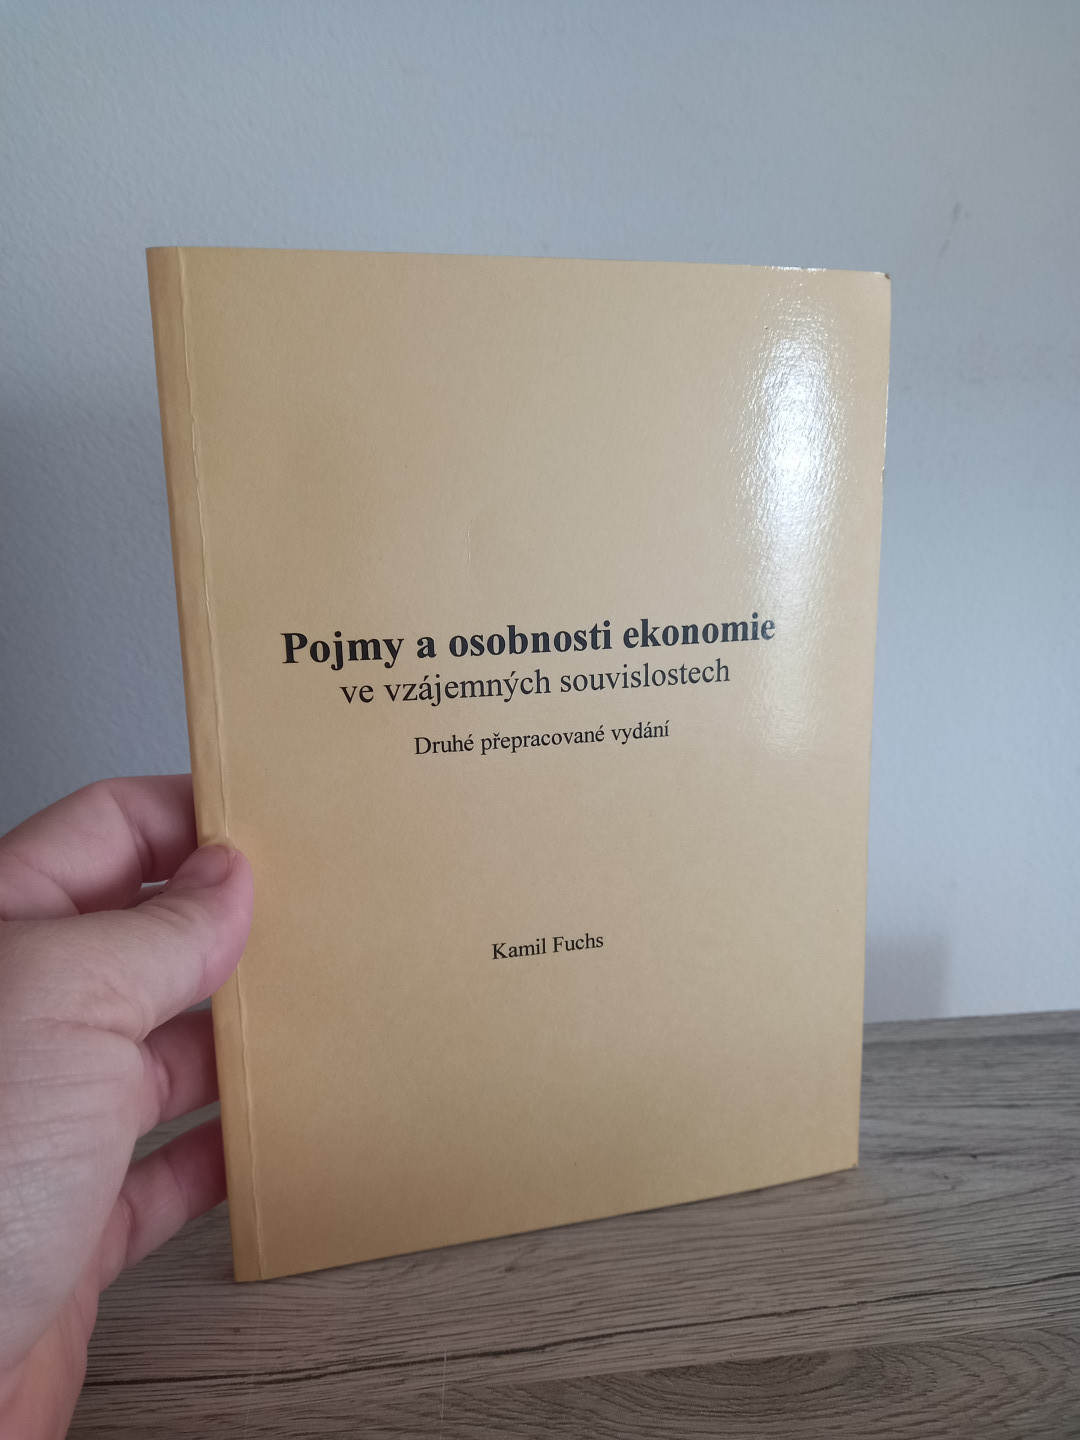 Pojmy a osobnosti ekonomie
ve vzájemných souvislostech
Druhé přepracované vydání
Kamil Fuchs